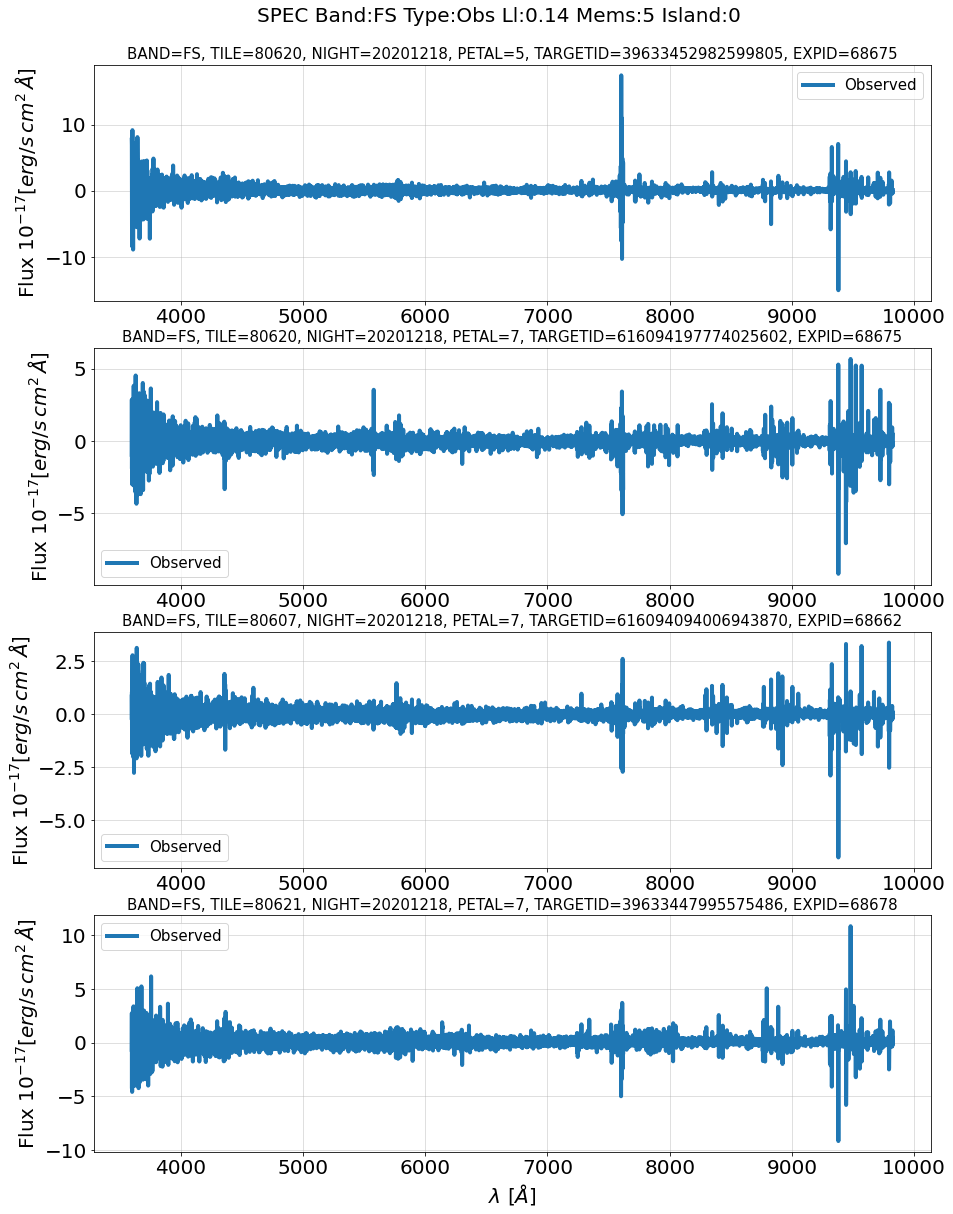 SPEC Band:FS Type:Obs Ll:0.14 Mems:5 Island:0
BAND=FS, TILE=80620, NIGHT=20201218, PETAL=5, TARGETID=39633452982599805, EXPID=68675
Observed
Flux 10^{-17}[erg/s cm^2 Å]
10
0
−10
4000 5000 6000 7000 8000 9000 10000
BAND=FS, TILE=80620, NIGHT=20201218, PETAL=7, TARGETID=616094197774025602, EXPID=68675
Flux 10^{-17}[erg/s cm^2 Å]
5
0
−5
Observed
4000 5000 6000 7000 8000 9000 10000
BAND=FS, TILE=80607, NIGHT=20201218, PETAL=7, TARGETID=616094094006943870, EXPID=68662
Flux 10^{-17}[erg/s cm^2 Å]
2.5
0.0
−2.5
−5.0
Observed
4000 5000 6000 7000 8000 9000 10000
BAND=FS, TILE=80621, NIGHT=20201218, PETAL=7, TARGETID=39633447995575486, EXPID=68678
Observed
Flux 10^{-17}[erg/s cm^2 Å]
10
5
0
−5
−10
4000 5000 6000 7000 8000 9000 10000
λ [Å]